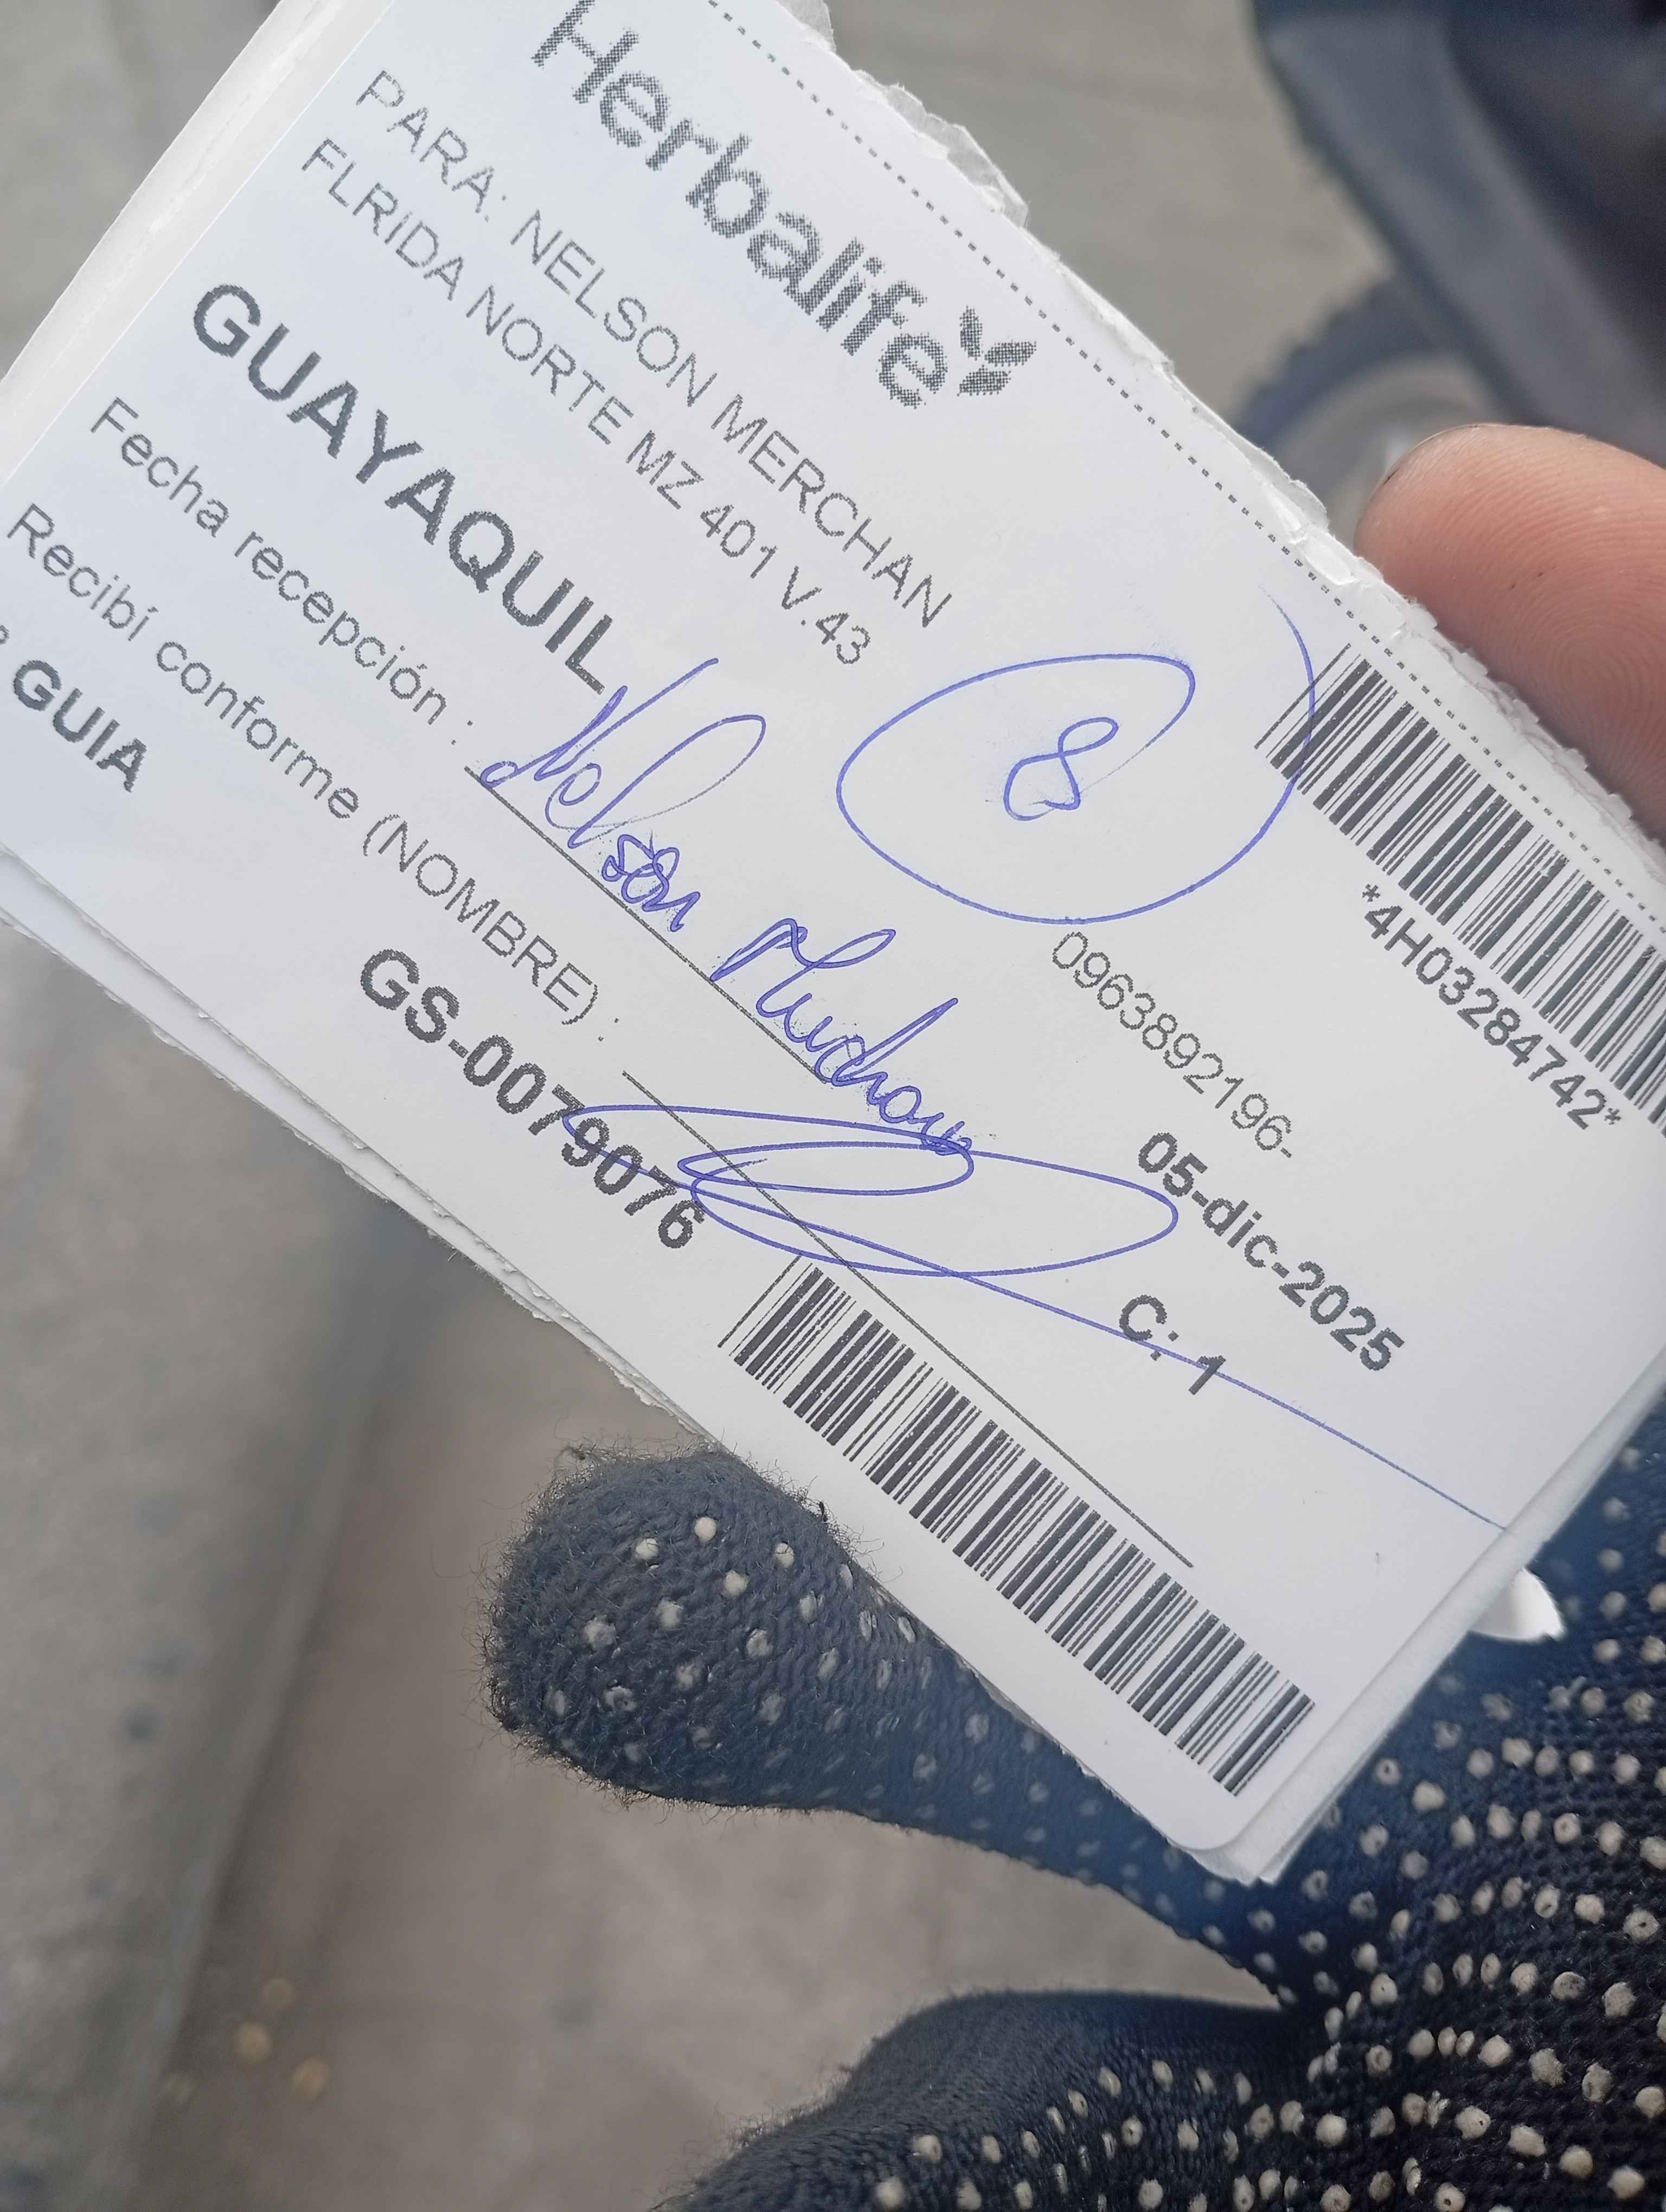 Herbalife
*4H03284742*
PARA: NELSON MERCHAN
0963892196-
FLRIDA NORTE MZ 401 V.43
8
05-dic-2025
GUAYAQUIL
C: 1
Fecha recepción :
Nelson Merchan
Recibí conforme (NOMBRE) :
GUIA
GS-0079076